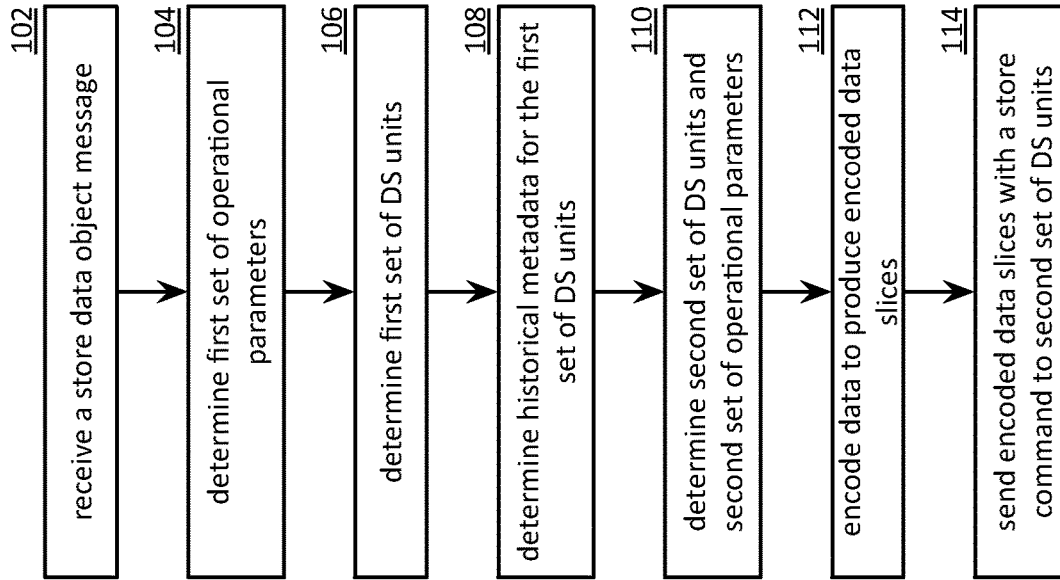 102
receive a store data object message
104
determine first set of operational
parameters
106
determine first set of DS units
108
determine historical metadata for the first
set of DS units
110
determine second set of DS units and
second set of operational parameters
112
encode data to produce encoded data
slices
114
send encoded data slices with a store
command to second set of DS units